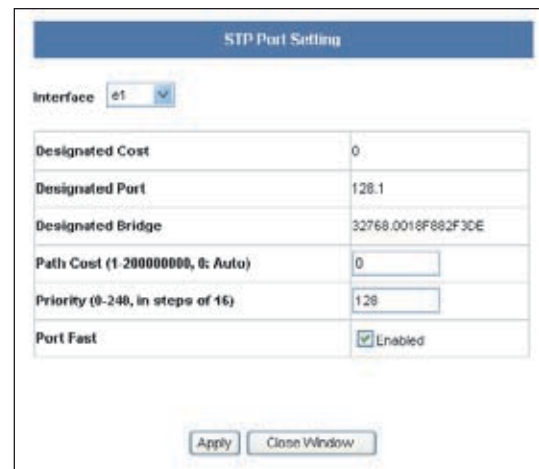 STP Port Setting
Interface e1
Designated Cost 0
Designated Port 128.1
Designated Bridge 32768.0018F882F3DE
Path Cost (1-200000000, 0: Auto) 0
Priority (0-240, in steps of 16) 128
Port Fast Enabled
Apply Close Window